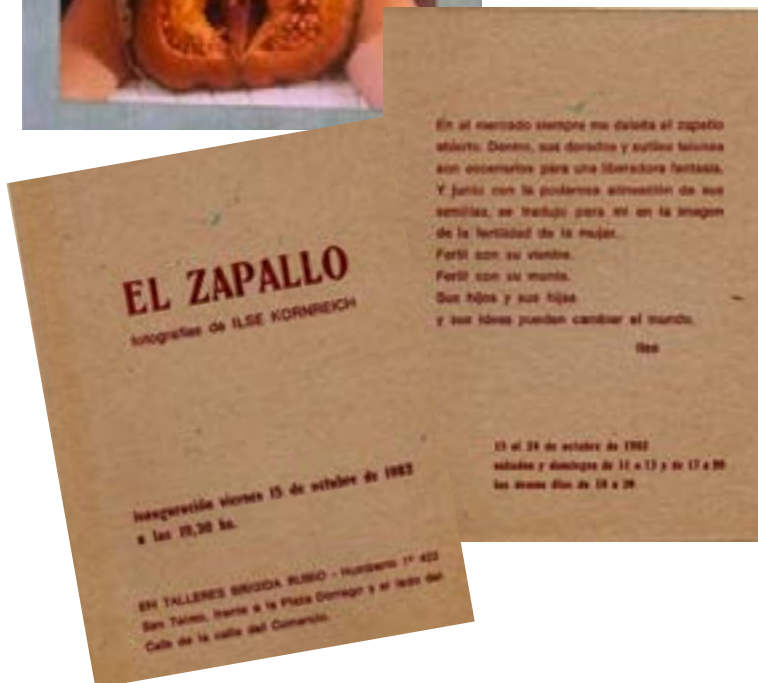 EL ZAPALLO
fotografías de ILSE KORNREICH
inauguración viernes 15 de octubre de 1982
a las 19,30 hs.
EN TALLERES BRIGIDA RUBIO - Humberto 1º 422
San Telmo, frente a la Plaza Dorrego y al lado del
Café de la calle del Comercio.
En el mercado siempre me deleita el zapallo
abierto. Dentro, sus dorados y sutiles telones
son escenarios para una liberadora fantasía.
Y junto con la poderosa atracción de sus
semillas, se tradujo para mí en la imagen
de la fertilidad de la mujer.
Fertil con su vientre.
Fertil con su mente.
Sus hijos y sus hijas
y sus ideas pueden cambiar el mundo.
Ilse
15 al 24 de octubre de 1982
sábados y domingos de 11 a 13 y de 17 a
los demás días de 18 a 20